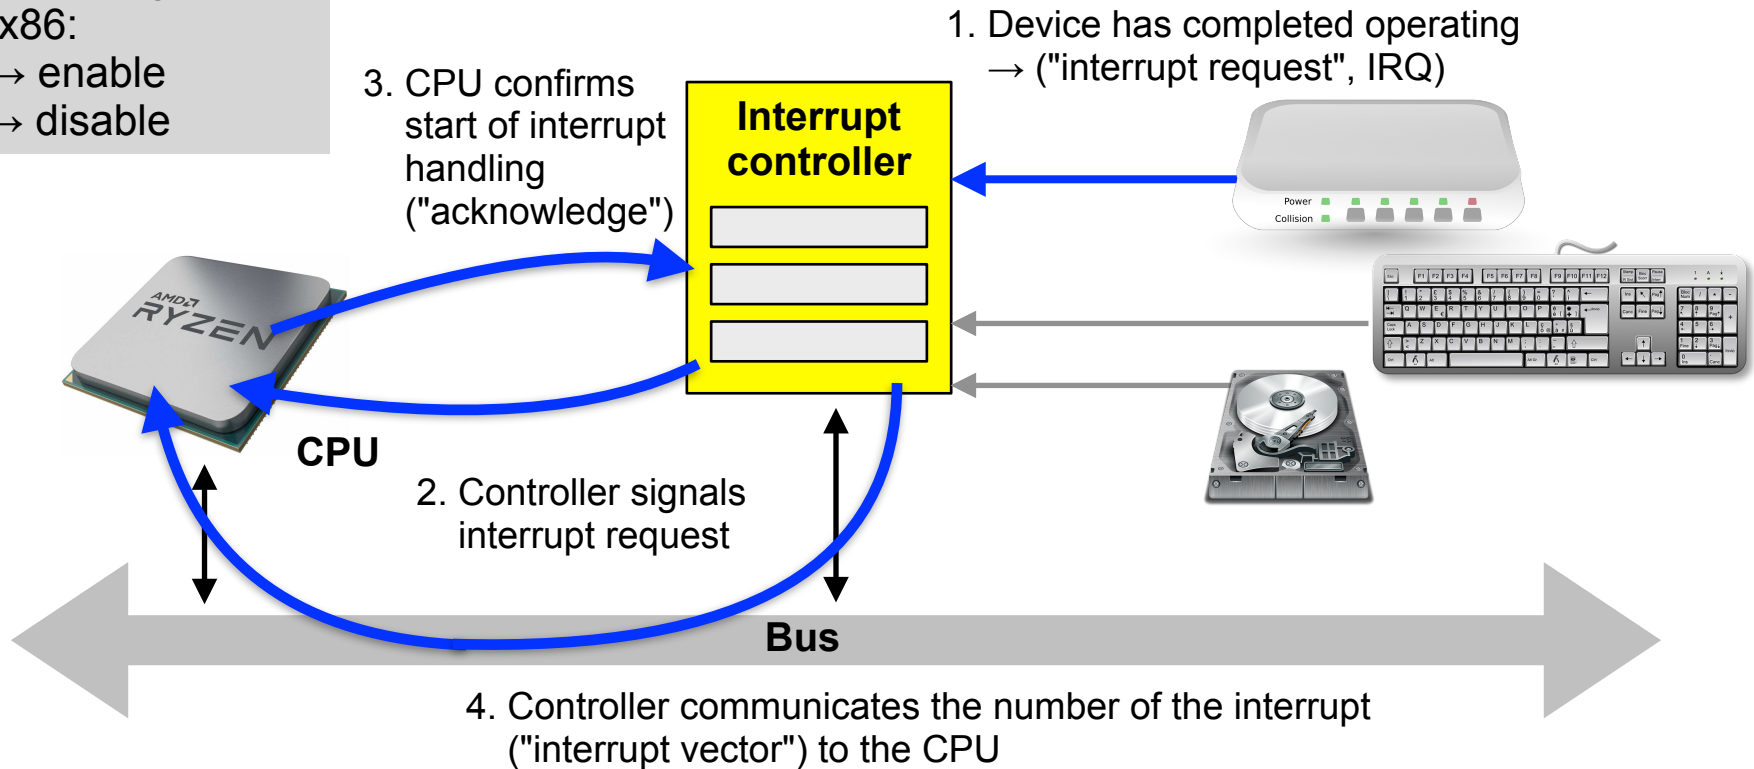 x86:
→ enable
→ disable
1. Device has completed operating
→ ("interrupt request", IRQ)
3. CPU confirms
start of interrupt
handling
("acknowledge")
Interrupt
controller
Power
Collision
AMD
RYZEN
CPU
2. Controller signals
interrupt request
Bus
4. Controller communicates the number of the interrupt
("interrupt vector") to the CPU